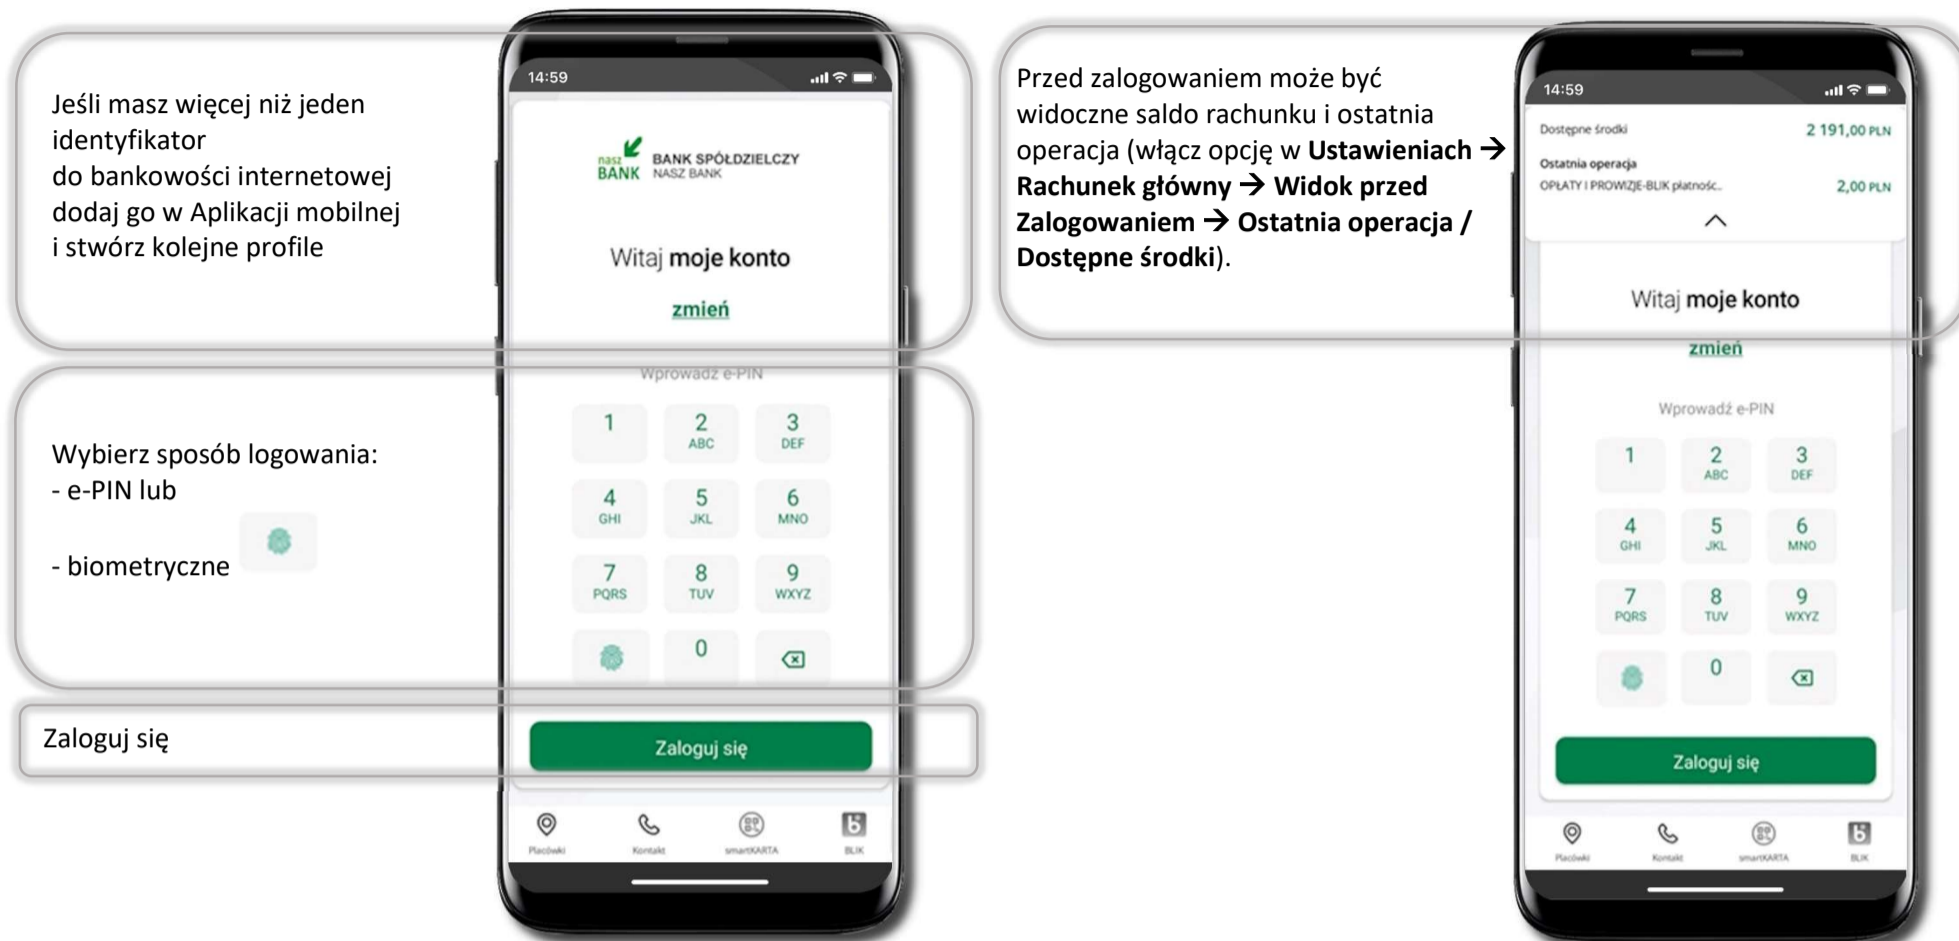 Jeśli masz więcej niż jeden
identyfikator
do bankowości internetowej
dodaj go w Aplikacji mobilnej
i stwórz kolejne profile
Wybierz sposób logowania:
- e-PIN lub
- biometryczne
Zaloguj się
14:59
nasz
BANK
BANK SPÓŁDZIELCZY
NASZ BANK
Witaj moje konto
zmień
Wprowadź e-PIN
1 2 3
ABC DEF
4 5 6
GHI JKL MNO
7 8 9
PQRS TUV WXYZ
0
Zaloguj się
Placówki Kontakt smartKARTA BLIK
Przed zalogowaniem może być
widoczne saldo rachunku i ostatnia
operacja (włącz opcję w Ustawieniach →
Rachunek główny → Widok przed
Zalogowaniem → Ostatnia operacja /
Dostępne środki).
14:59
Dostępne środki 2 191,00 PLN
Ostatnia operacja
OPŁATY I PROWIZJE-BLIK płatnośc... 2,00 PLN
Witaj moje konto
zmień
Wprowadź e-PIN
1 2 3
ABC DEF
4 5 6
GHI JKL MNO
7 8 9
PQRS TUV WXYZ
0
Zaloguj się
Placówki Kontakt smartKARTA BLIK